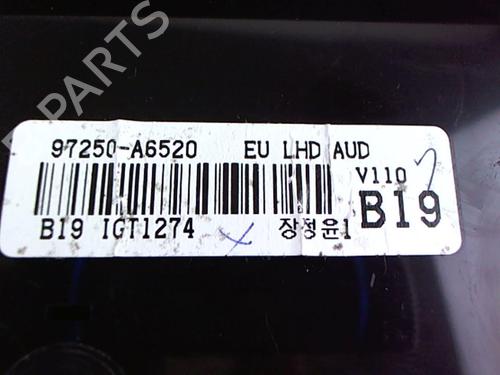 B PARTS
97250-A6520 EU LHD AUD
V110
B19
B19 IGT1274 장정윤1